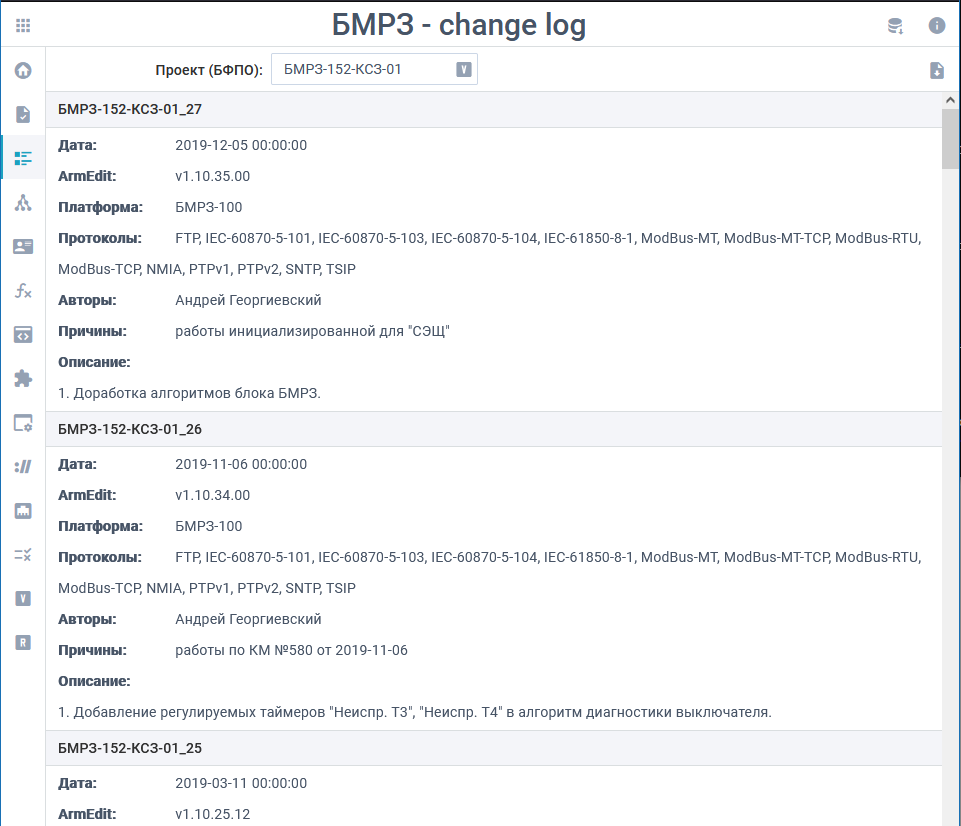 БМРЗ - change log
Проект (БФПО): БМРЗ-152-КСЗ-01 V
БМРЗ-152-КСЗ-01_27
Дата: 2019-12-05 00:00:00
ArmEdit: v1.10.35.00
Платформа: БМРЗ-100
Протоколы: FTP, IEC-60870-5-101, IEC-60870-5-103, IEC-60870-5-104, IEC-61850-8-1, ModBus-MT, ModBus-MT-TCP, ModBus-RTU,
ModBus-TCP, NMIA, PTPv1, PTPv2, SNTP, TSIP
Авторы: Андрей Георгиевский
Причины: работы инициализированной для "СЭЩ"
Описание:
1. Доработка алгоритмов блока БМРЗ.
БМРЗ-152-КСЗ-01_26
Дата: 2019-11-06 00:00:00
ArmEdit: v1.10.34.00
Платформа: БМРЗ-100
Протоколы: FTP, IEC-60870-5-101, IEC-60870-5-103, IEC-60870-5-104, IEC-61850-8-1, ModBus-MT, ModBus-MT-TCP, ModBus-RTU,
ModBus-TCP, NMIA, PTPv1, PTPv2, SNTP, TSIP
Авторы: Андрей Георгиевский
Причины: работы по КМ №580 от 2019-11-06
Описание:
1. Добавление регулируемых таймеров "Неиспр. Т3", "Неиспр. Т4" в алгоритм диагностики выключателя.
БМРЗ-152-КСЗ-01_25
Дата: 2019-03-11 00:00:00
ArmEdit: v1.10.25.12
V
R